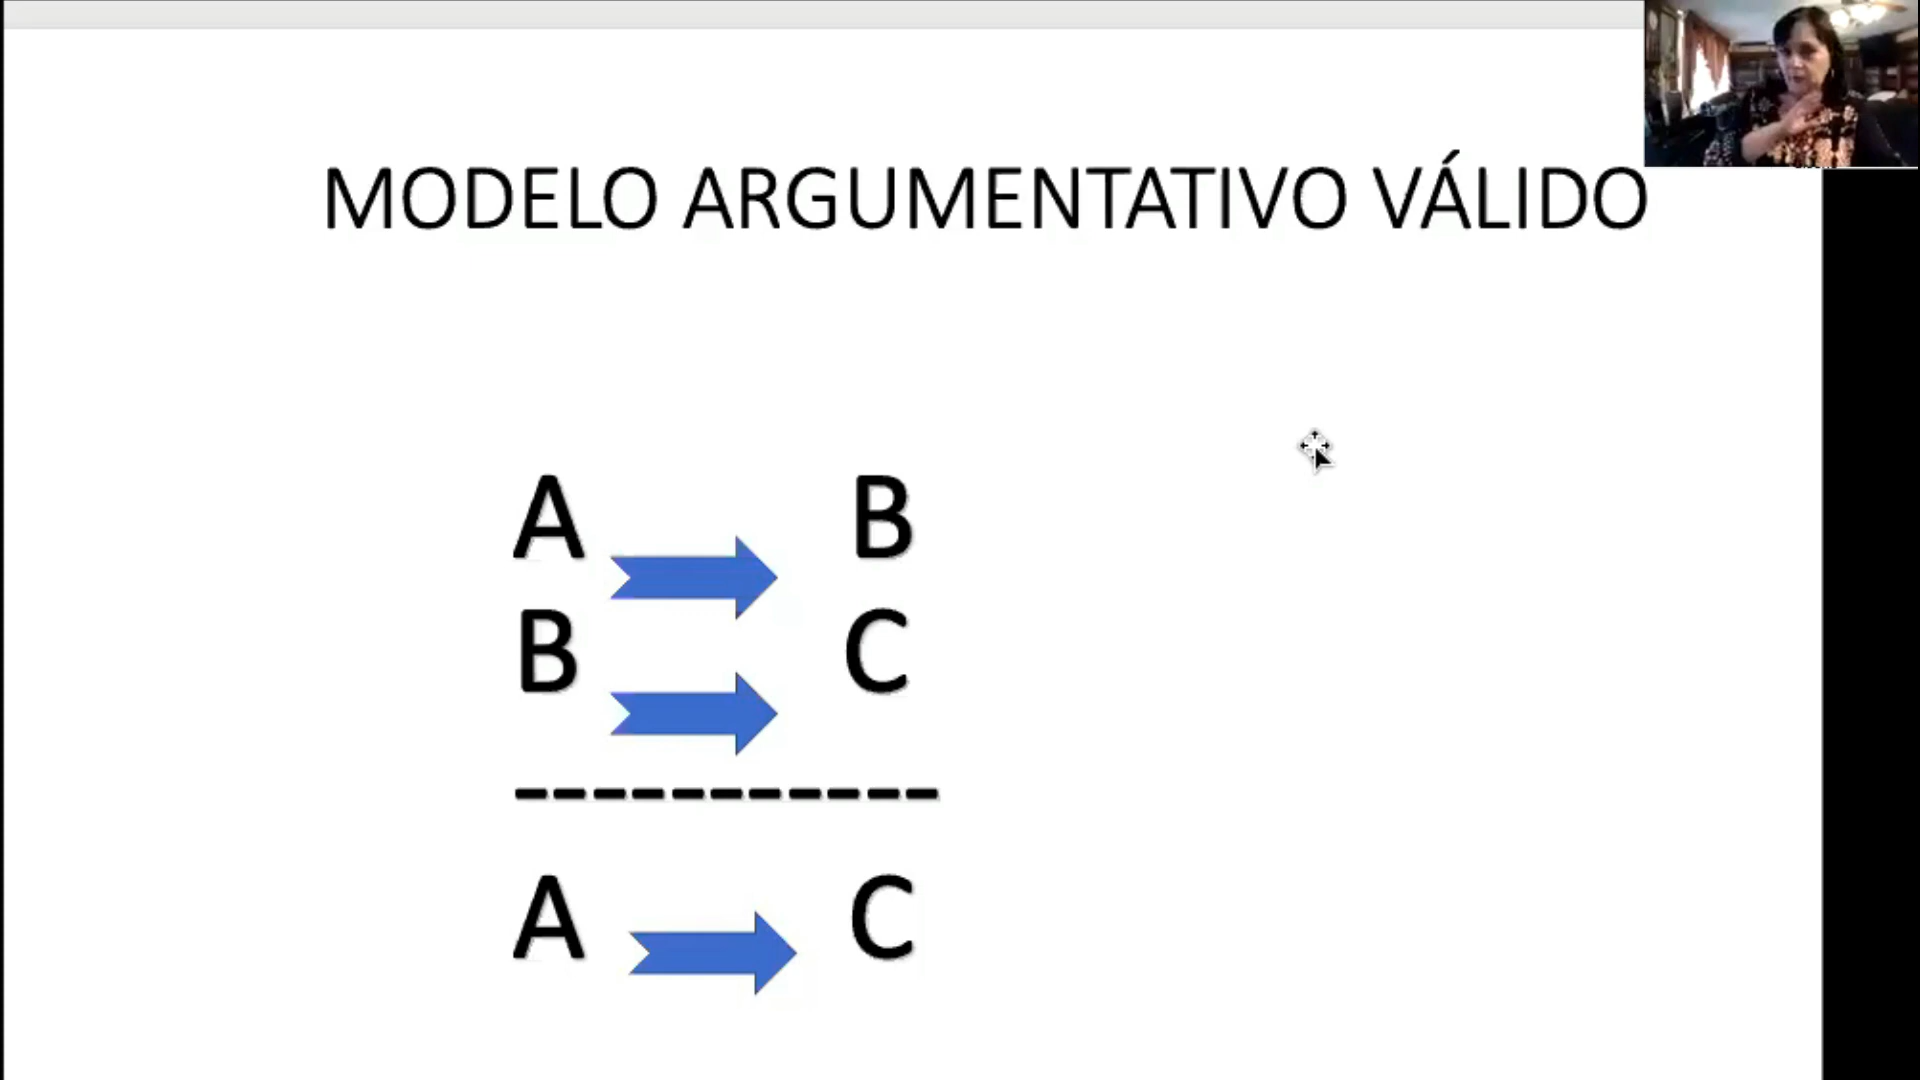 MODELO ARGUMENTATIVO VÁLIDO
A B
B C
-----------
A C